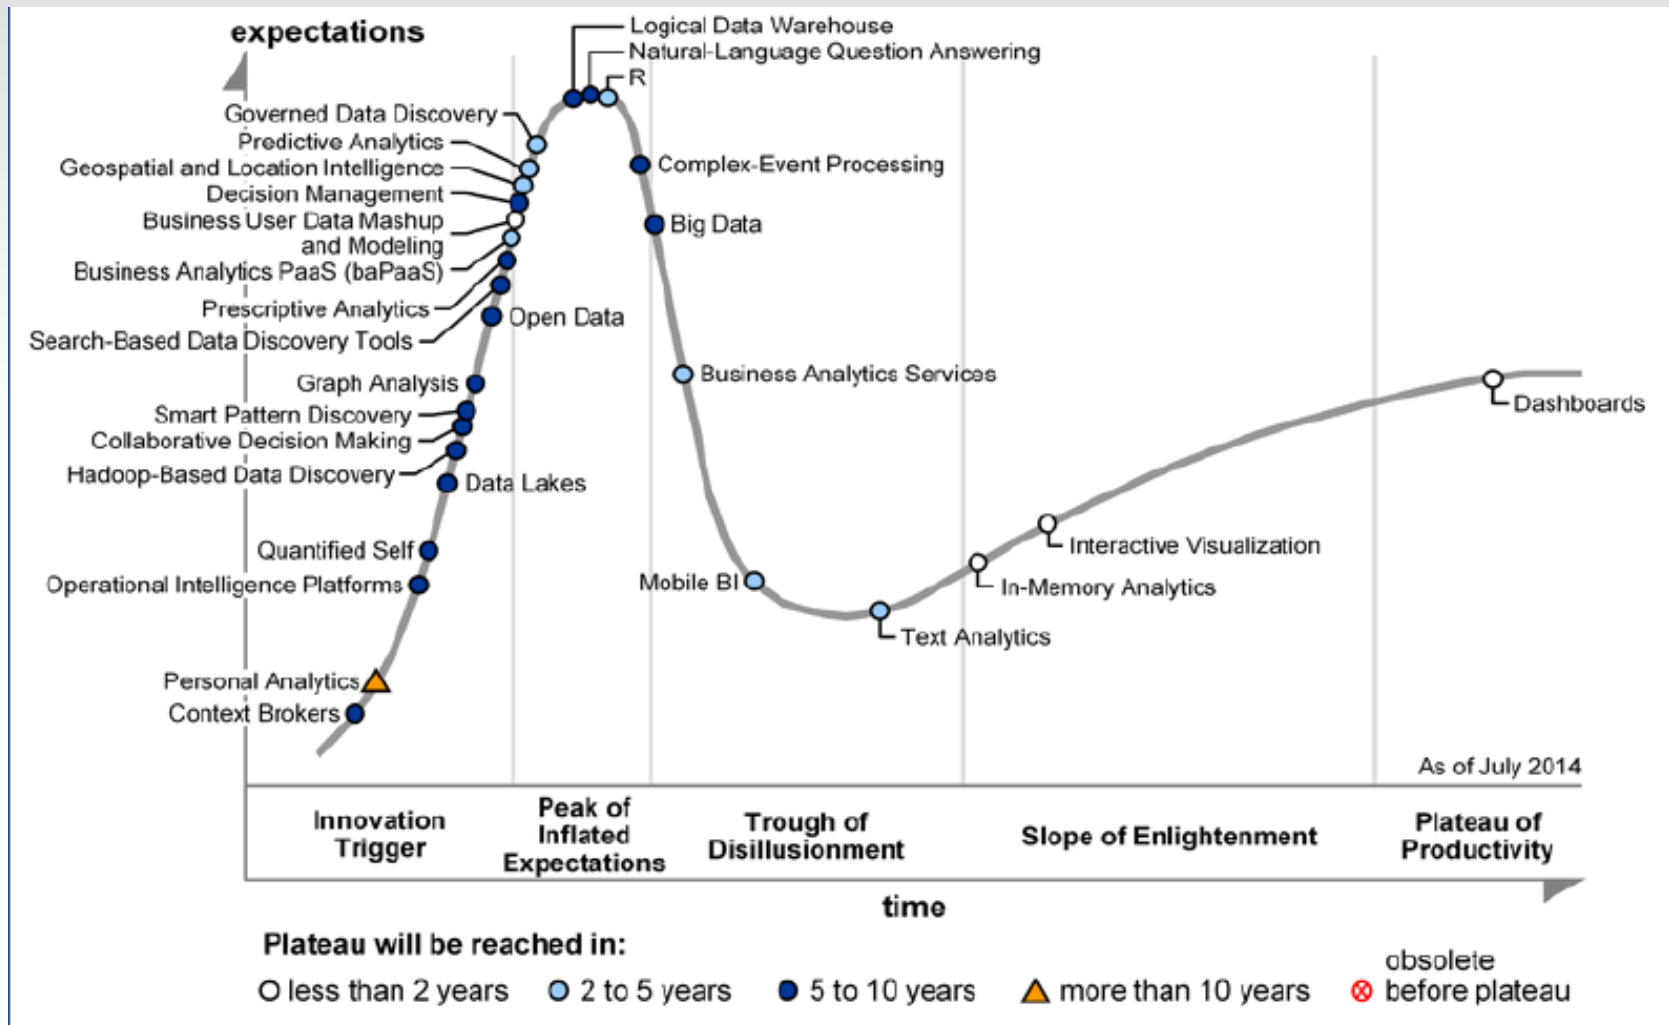 expectations
Logical Data Warehouse
Natural-Language Question Answering
R
Governed Data Discovery
Predictive Analytics
Geospatial and Location Intelligence
Decision Management
Business User Data Mashup
and Modeling
Business Analytics PaaS (baPaaS)
Prescriptive Analytics
Search-Based Data Discovery Tools
Open Data
Graph Analysis
Smart Pattern Discovery
Collaborative Decision Making
Hadoop-Based Data Discovery
Data Lakes
Quantified Self
Operational Intelligence Platforms
Personal Analytics
Context Brokers
Complex-Event Processing
Big Data
Business Analytics Services
Mobile BI
Text Analytics
In-Memory Analytics
Interactive Visualization
Dashboards
As of July 2014
Innovation
Trigger
Peak of
Inflated
Expectations
Trough of
Disillusionment
Slope of Enlightenment
Plateau of
Productivity
time
Plateau will be reached in:
less than 2 years
2 to 5 years
5 to 10 years
more than 10 years
obsolete
before plateau